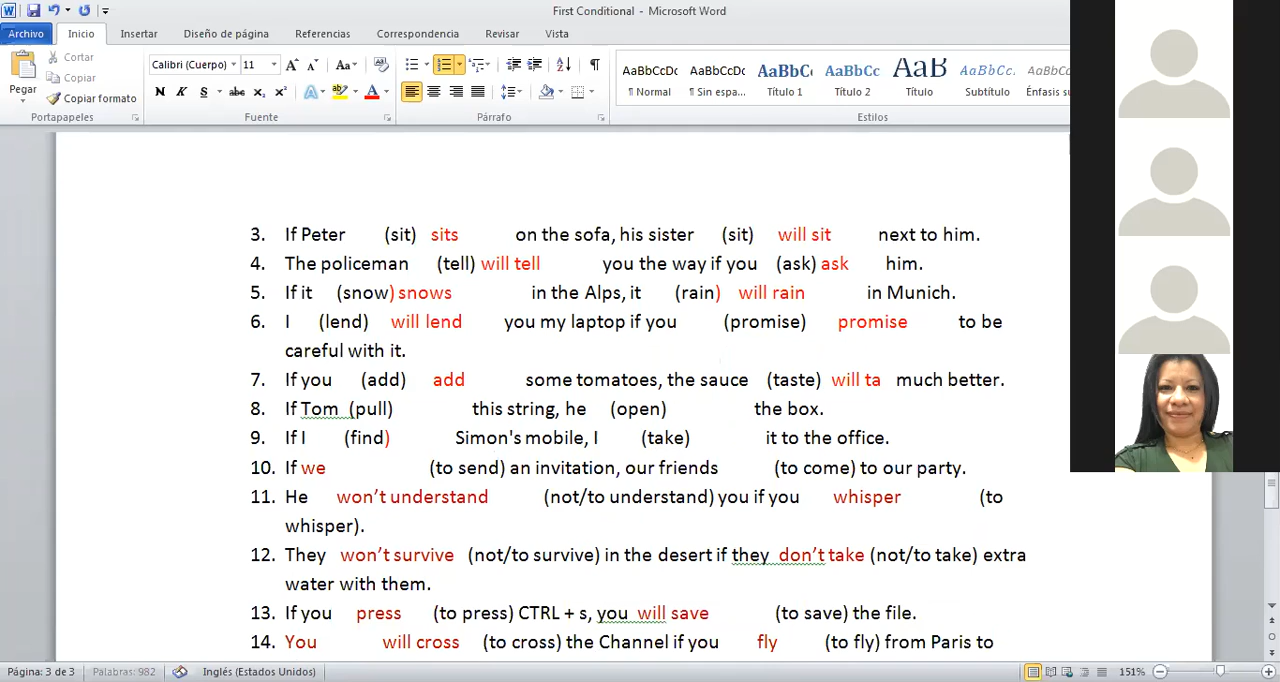 First Conditional - Microsoft Word
Archivo Inicio Insertar Diseño de página Referencias Correspondencia Revisar Vista
Cortar
Copiar
Copiar formato
Pegar
Calibri (Cuerpo) 11
AaBbCcDc AaBbCcDc AaBbC AaBbCc AaB AaBbCc. AaBbCc
¶ Normal ¶ Sin espa... Título 1 Título 2 Título Subtítulo Énfasis su
Portapapeles Fuente Párrafo Estilos
3. If Peter (sit) sits on the sofa, his sister (sit) will sit next to him.
4. The policeman (tell) will tell you the way if you (ask) ask him.
5. If it (snow) snows in the Alps, it (rain) will rain in Munich.
6. I (lend) will lend you my laptop if you (promise) promise to be
careful with it.
7. If you (add) add some tomatoes, the sauce (taste) will ta much better.
8. If Tom (pull) this string, he (open) the box.
9. If I (find) Simon's mobile, I (take) it to the office.
10. If we (to send) an invitation, our friends (to come) to our party.
11. He won't understand (not/to understand) you if you whisper (to
whisper).
12. They won't survive (not/to survive) in the desert if they don't take (not/to take) extra
water with them.
13. If you press (to press) CTRL + s, you will save (to save) the file.
14. You will cross (to cross) the Channel if you fly (to fly) from Paris to
Página: 3 de 3 Palabras: 982 Inglés (Estados Unidos) 151%